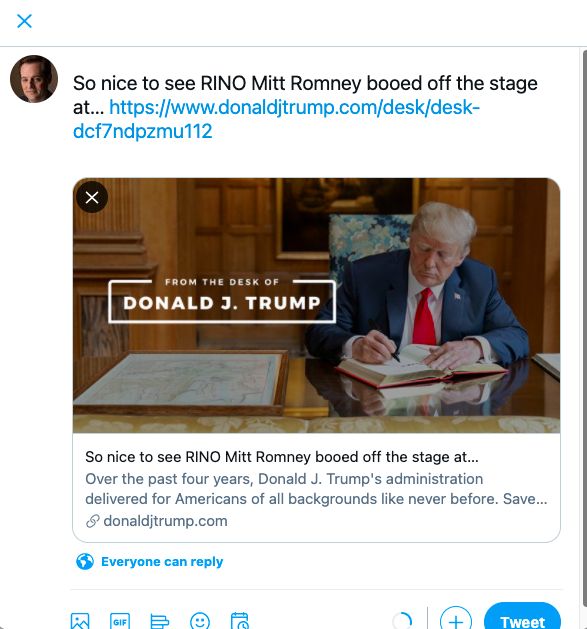 So nice to see RINO Mitt Romney booed off the stage
at... https://www.donaldjtrump.com/desk/desk-
dcf7ndpzmu112
FROM THE DESK OF
DONALD J. TRUMP
So nice to see RINO Mitt Romney booed off the stage at...
Over the past four years, Donald J. Trump's administration
delivered for Americans of all backgrounds like never before. Save...
donaldjtrump.com
Everyone can reply
GIF
Tweet